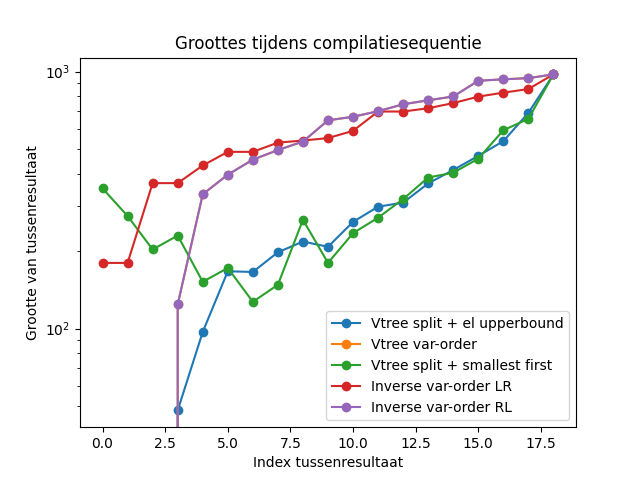 Groottes tijdens compilatiesequentie
Grootte van tussenresultaat
10³
10²
Vtree split + el upperbound
Vtree var-order
Vtree split + smallest first
Inverse var-order LR
Inverse var-order RL
0.0 2.5 5.0 7.5 10.0 12.5 15.0 17.5
Index tussenresultaat